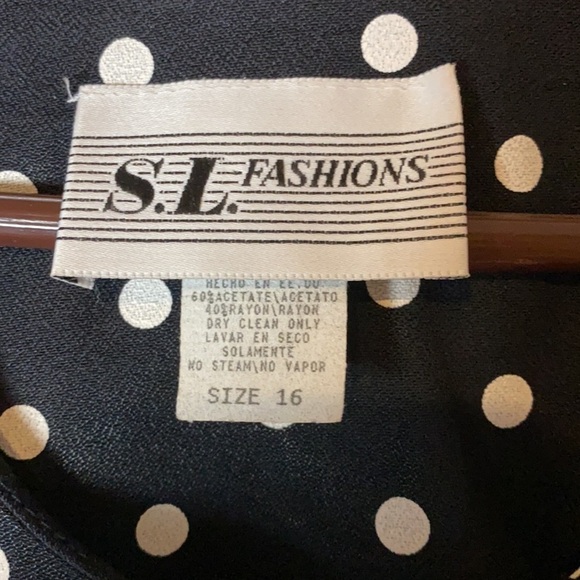 S.L. FASHIONS
HECHO EN EE.UU
60%ACETATE\ACETATO
40%RAYON\RAYON
DRY CLEAN ONLY
LAVAR EN SECO
SOLAMENTE
NO STEAM\NO VAPOR
SIZE 16